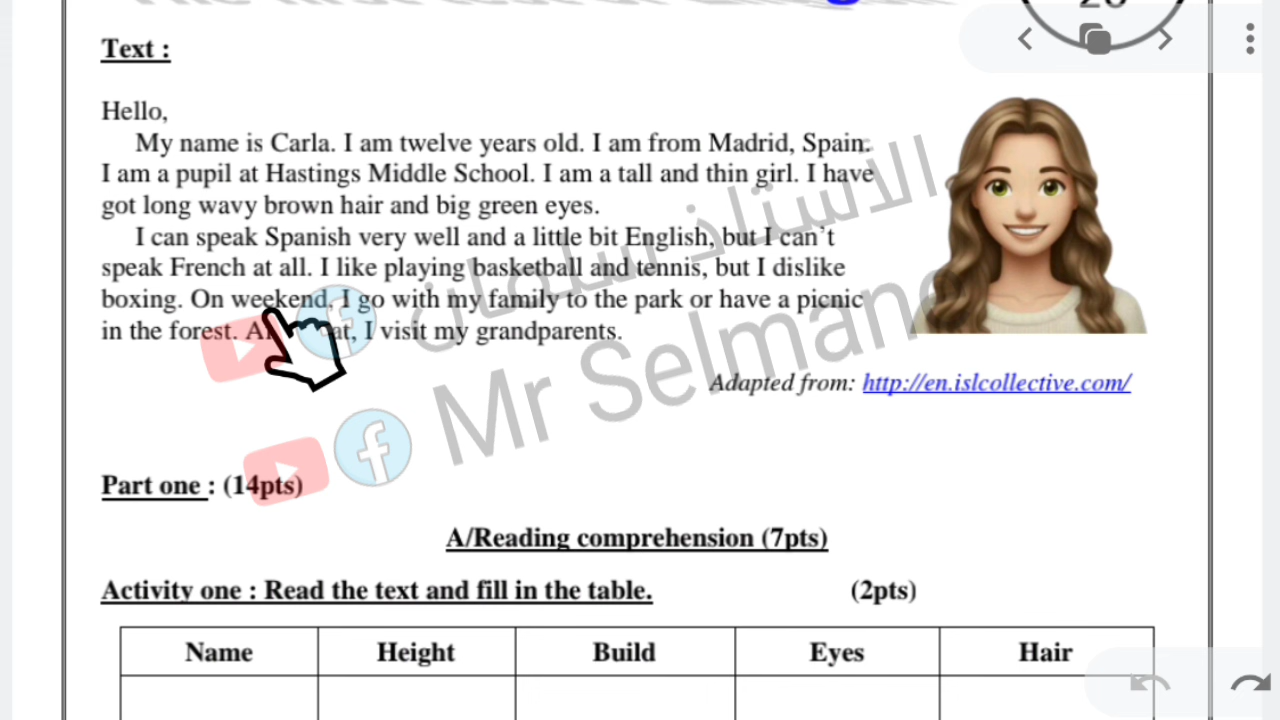 Text :
Hello,
My name is Carla. I am twelve years old. I am from Madrid, Spain.
I am a pupil at Hastings Middle School. I am a tall and thin girl. I have
got long wavy brown hair and big green eyes.
I can speak Spanish very well and a little bit English, but I can't
speak French at all. I like playing basketball and tennis, but I dislike
boxing. On weekend, I go with my family to the park or have a picnic
in the forest. I visit my grandparents.
الاستاذ سلمان
Mr Selmane
Adapted from: http://en.islcollective.com/
Part one : (14pts)
A/Reading comprehension (7pts)
Activity one : Read the text and fill in the table. (2pts)
Name Height Build Eyes Hair